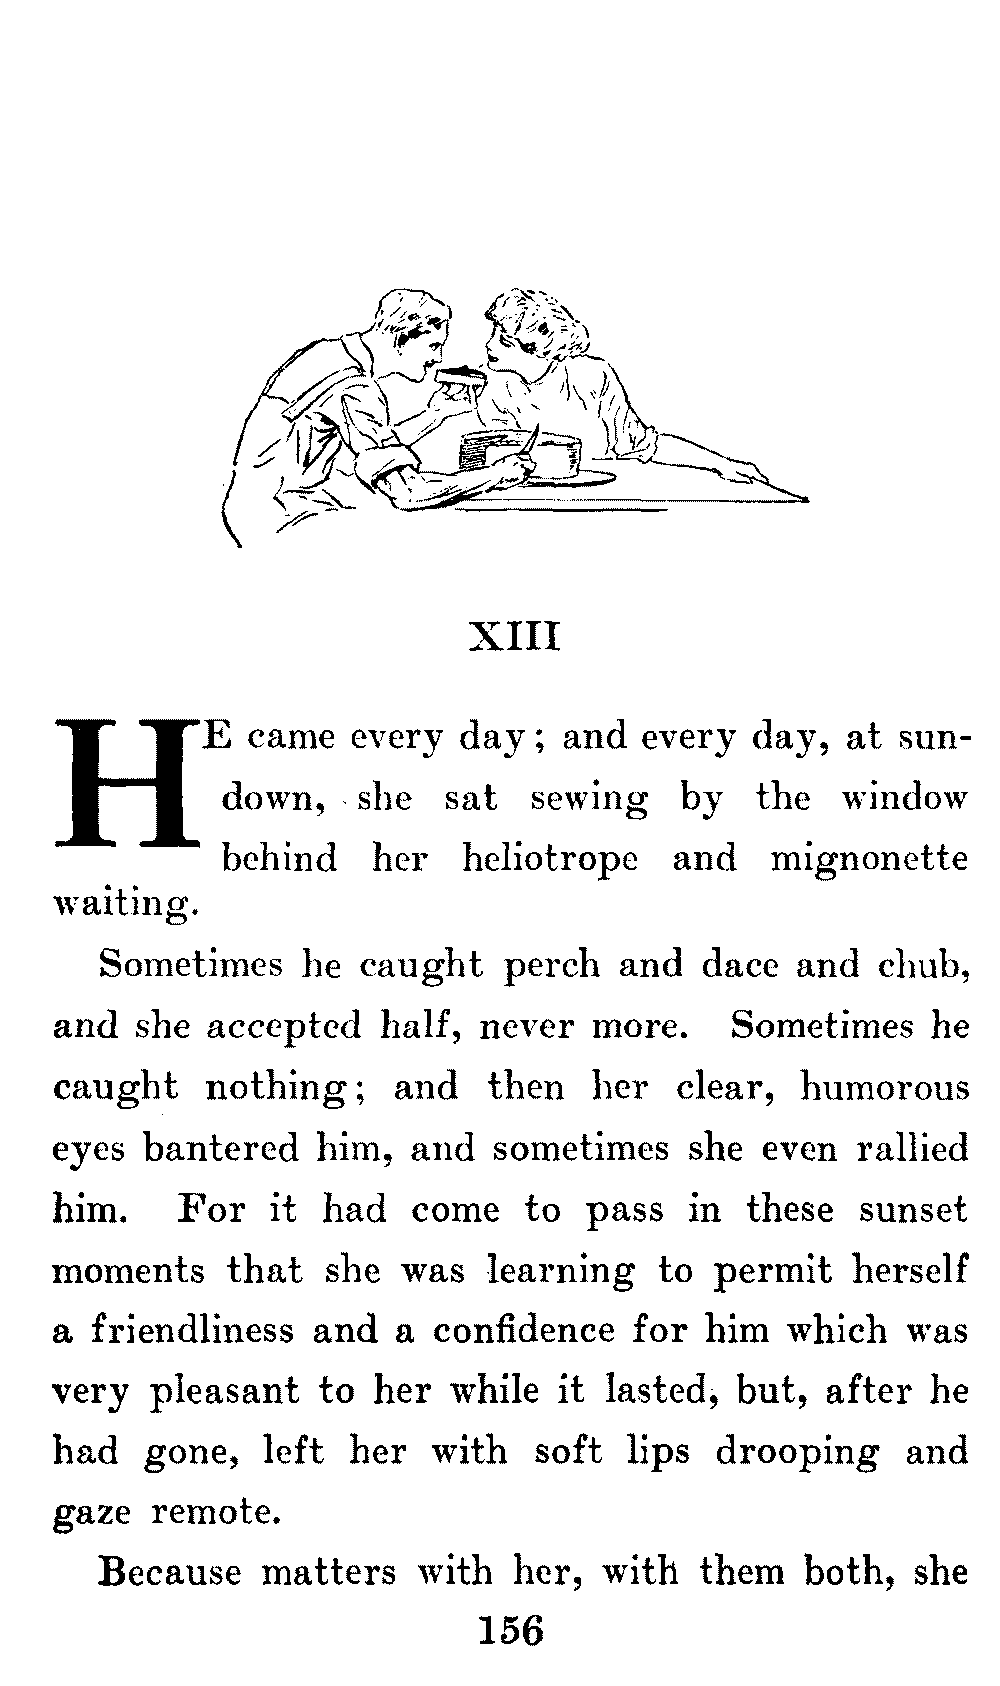 XIII
HE came every day; and every day, at sun-
down, she sat sewing by the window
behind her heliotrope and mignonette
waiting.
Sometimes he caught perch and dace and chub,
and she accepted half, never more. Sometimes he
caught nothing; and then her clear, humorous
eyes bantered him, and sometimes she even rallied
him. For it had come to pass in these sunset
moments that she was learning to permit herself
a friendliness and a confidence for him which was
very pleasant to her while it lasted, but, after he
had gone, left her with soft lips drooping and
gaze remote.
Because matters with her, with them both, she
156